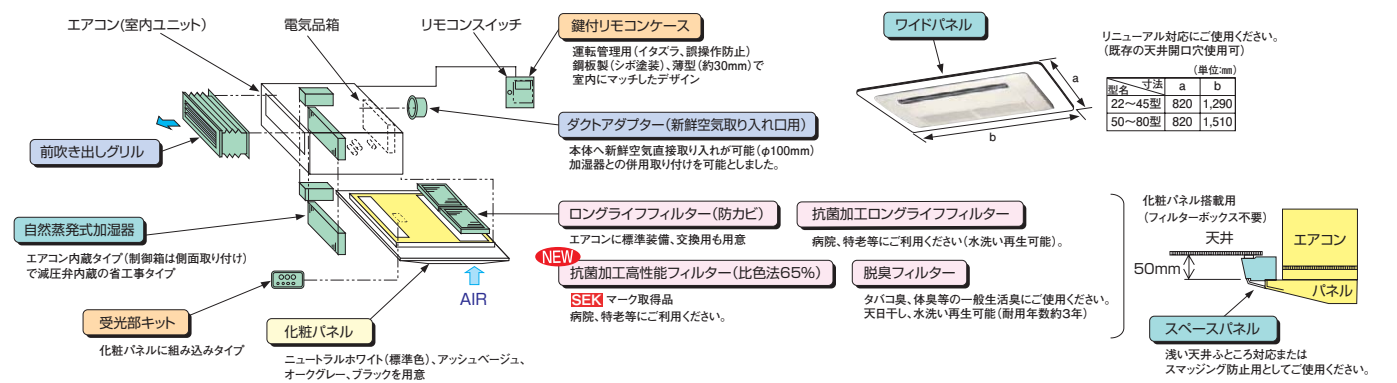 エアコン(室内ユニット)
電気品箱
リモコンスイッチ
鍵付リモコンケース
運転管理用(イタズラ、誤操作防止)
鋼板製(シボ塗装)、薄型(約30mm)で
室内にマッチしたデザイン
ダクトアダプター(新鮮空気取り入れ口用)
本体へ新鮮空気直接取り入れが可能(φ100mm)
加湿器との併用取り付けを可能としました。
前吹き出しグリル
自然蒸発式加湿器
エアコン内蔵タイプ(制御箱は側面取り付け)
で減圧弁内蔵の省工事タイプ
受光部キット
化粧パネルに組み込みタイプ
AIR
化粧パネル
ニュートラルホワイト(標準色)、アッシュベージュ、
オークグレー、ブラックを用意
ロングライフフィルター(防カビ)
エアコンに標準装備、交換用も用意
NEW
抗菌加工高性能フィルター(比色法65%)
SEK マーク取得品
病院、特老等にご利用ください。
抗菌加工ロングライフフィルター
病院、特老等にご利用ください(水洗い再生可能)。
脱臭フィルター
タバコ臭、体臭等の一般生活臭にご使用ください。
天日干し、水洗い再生可能(耐用年数約3年)
ワイドパネル
a
b
リニューアル対応にご使用ください。
(既存の天井開口穴使用可)
(単位:mm)
型名 寸法 a b
22〜45型 820 1,290
50〜80型 820 1,510
化粧パネル搭載用
(フィルターボックス不要)
天井
エアコン
50mm
パネル
スペースパネル
浅い天井ふところ対応または
スマッジング防止用としてご使用ください。